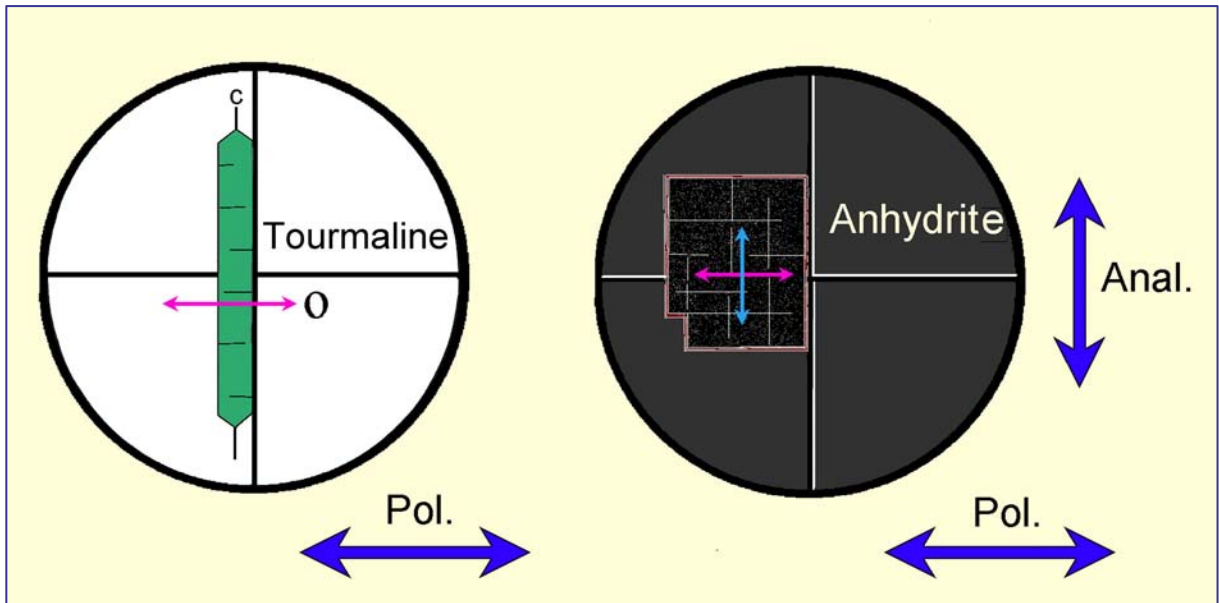 c
Tourmaline
O
Pol.
Anhydrite
Anal.
Pol.